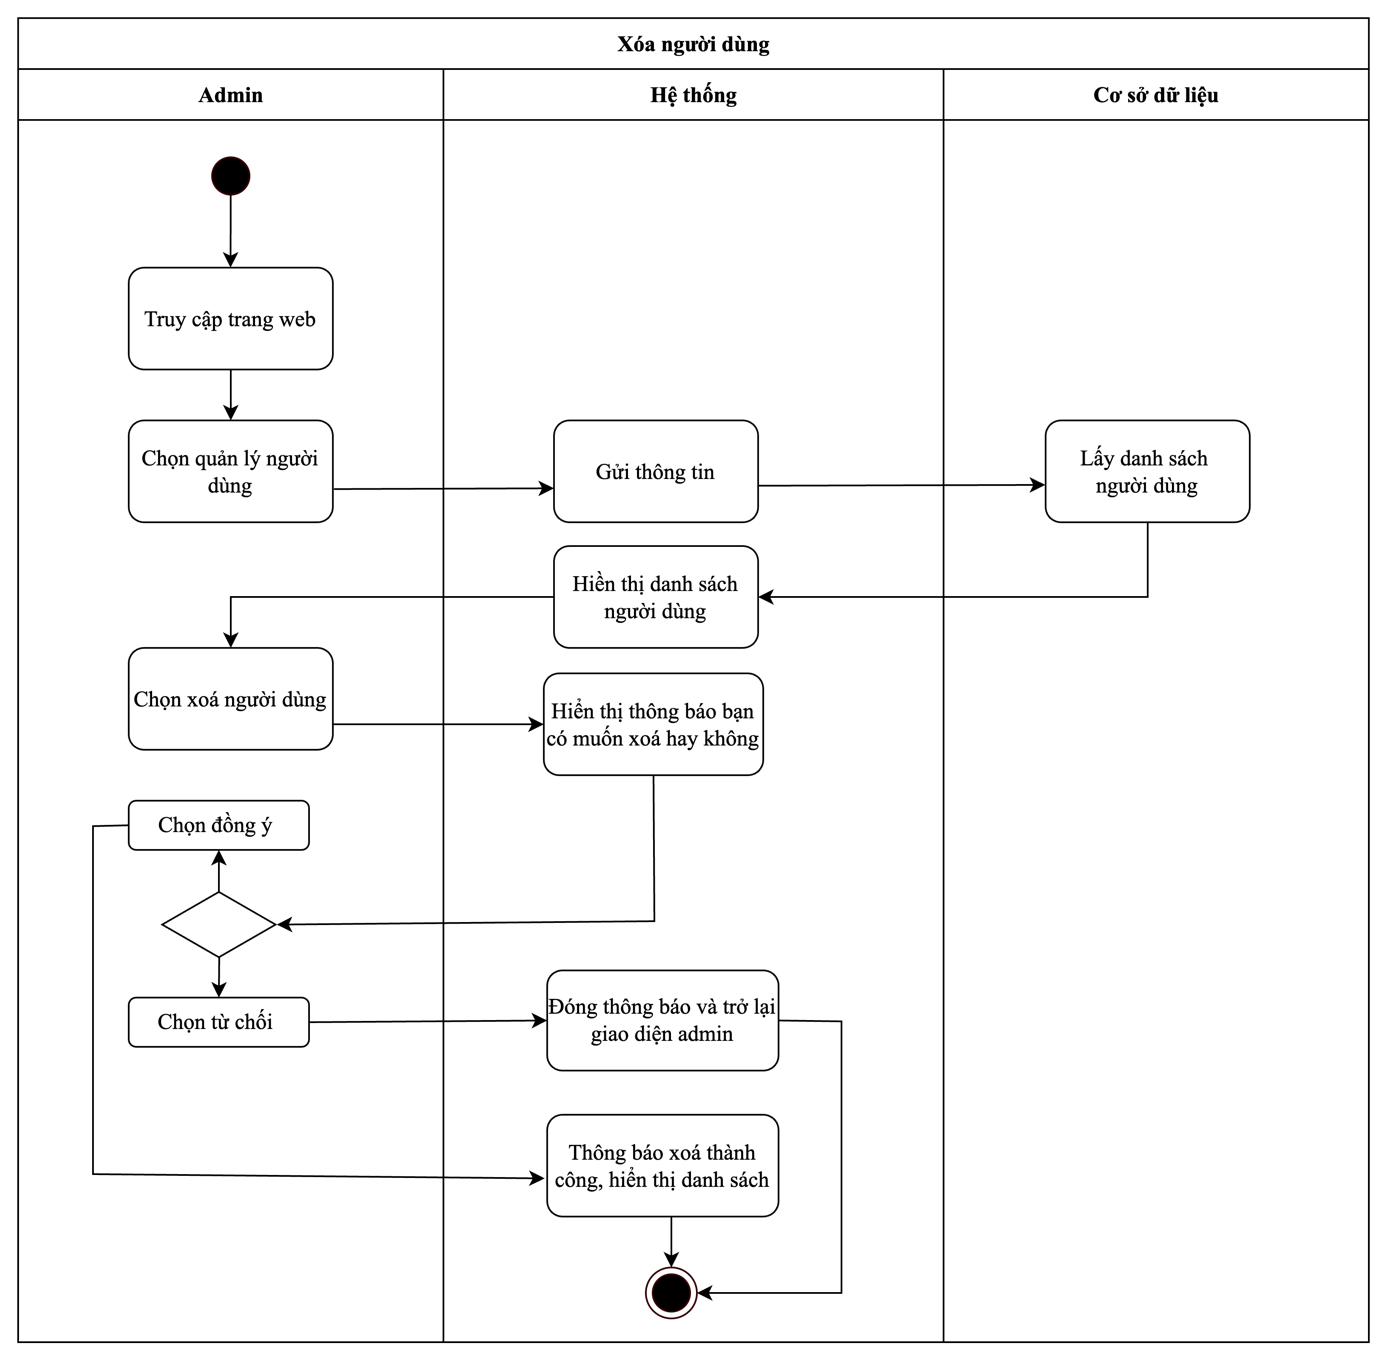 Xóa người dùng
Admin
Hệ thống
Cơ sở dữ liệu
Truy cập trang web
Chọn quản lý người
dùng
Gửi thông tin
Lấy danh sách
người dùng
Hiền thị danh sách
người dùng
Chọn xoá người dùng
Hiển thị thông báo bạn
có muốn xoá hay không
Chọn đồng ý
Chọn từ chối
Đóng thông báo và trở lại
giao diện admin
Thông báo xoá thành
công, hiển thị danh sách